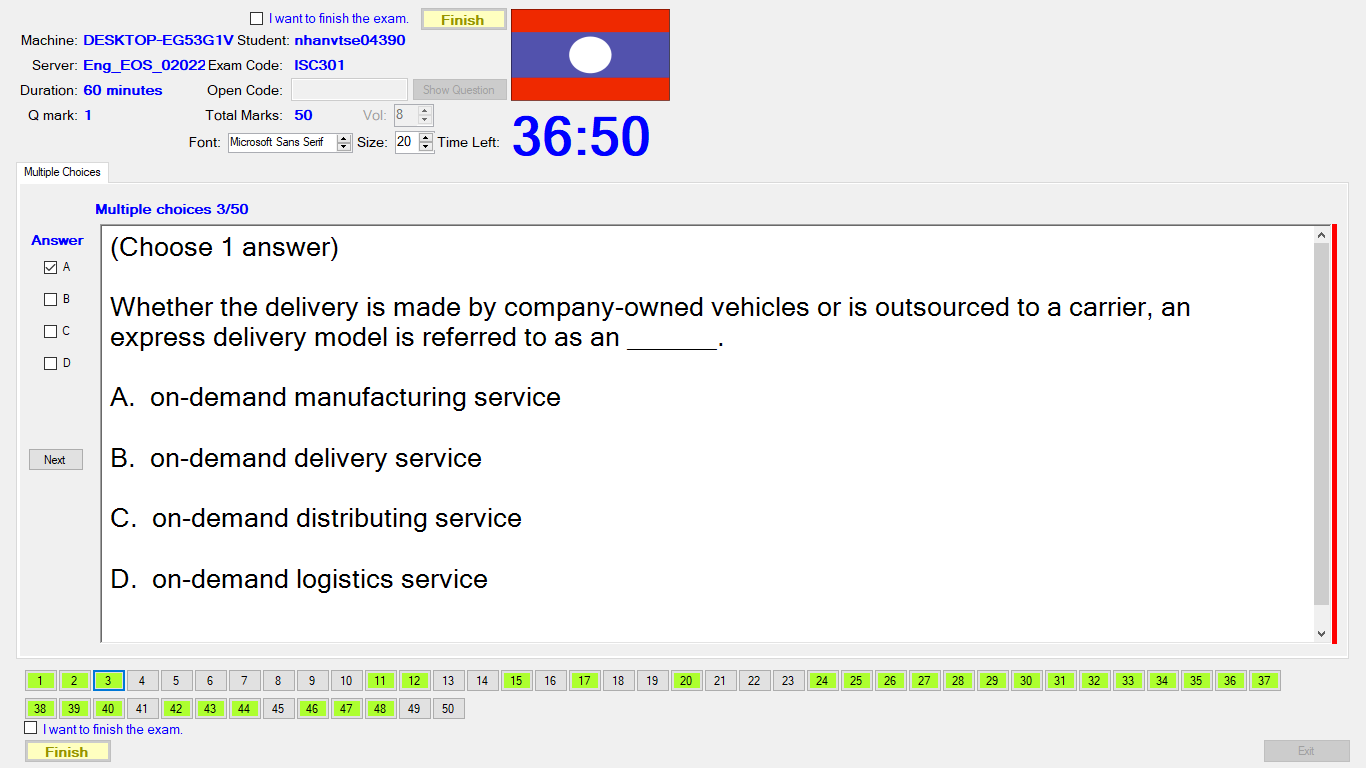 I want to finish the exam. Finish
Machine: DESKTOP-EG53G1V Student: nhanvtse04390
Server: Eng_EOS_02022 Exam Code: ISC301
Duration: 60 minutes Open Code: Show Question
Q mark: 1 Total Marks: 50 Vol: 8
Font: Microsoft Sans Serif Size: 20 Time Left: 36:50
Multiple Choices
Multiple choices 3/50
Answer
A
B
C
D
Next
(Choose 1 answer)
Whether the delivery is made by company-owned vehicles or is outsourced to a carrier, an
express delivery model is referred to as an ______.
A. on-demand manufacturing service
B. on-demand delivery service
C. on-demand distributing service
D. on-demand logistics service
1 2 3 4 5 6 7 8 9 10 11 12 13 14 15 16 17 18 19 20 21 22 23 24 25 26 27 28 29 30 31 32 33 34 35 36 37
38 39 40 41 42 43 44 45 46 47 48 49 50
I want to finish the exam.
Finish Exit